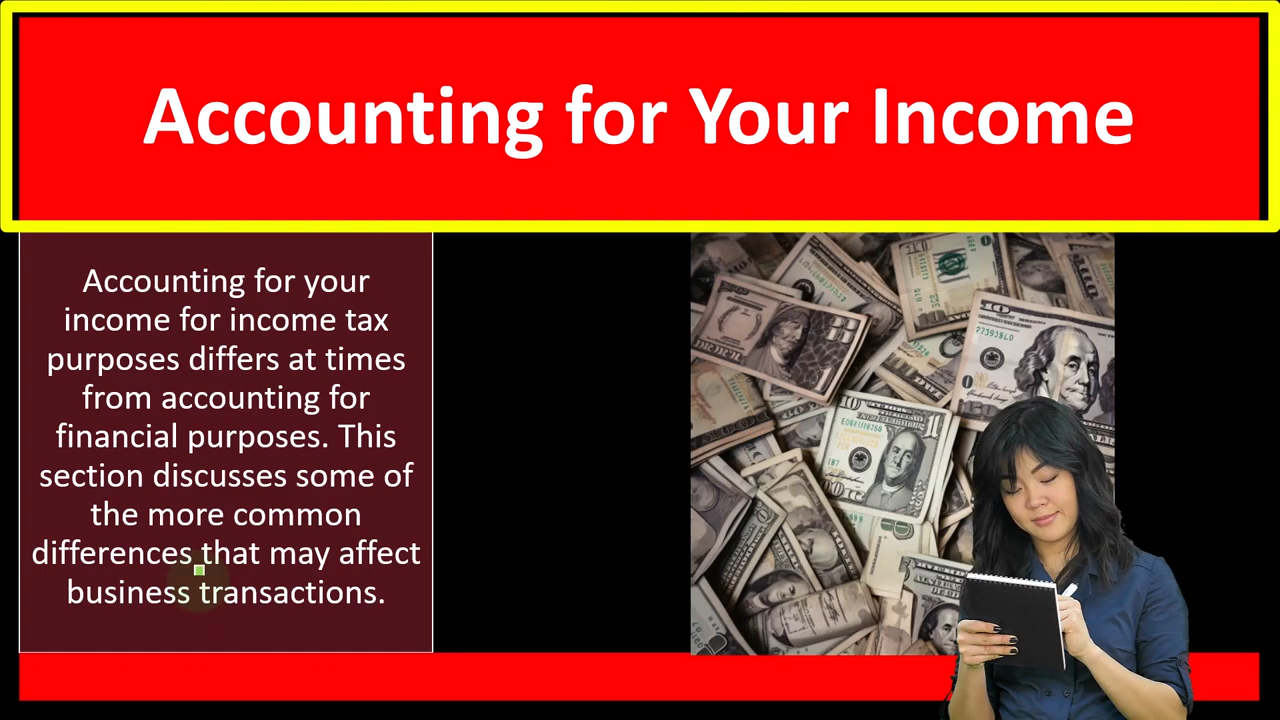 Accounting for Your Income
Accounting for your
income for income tax
purposes differs at times
from accounting for
financial purposes. This
section discusses some of
the more common
differences that may affect
business transactions.